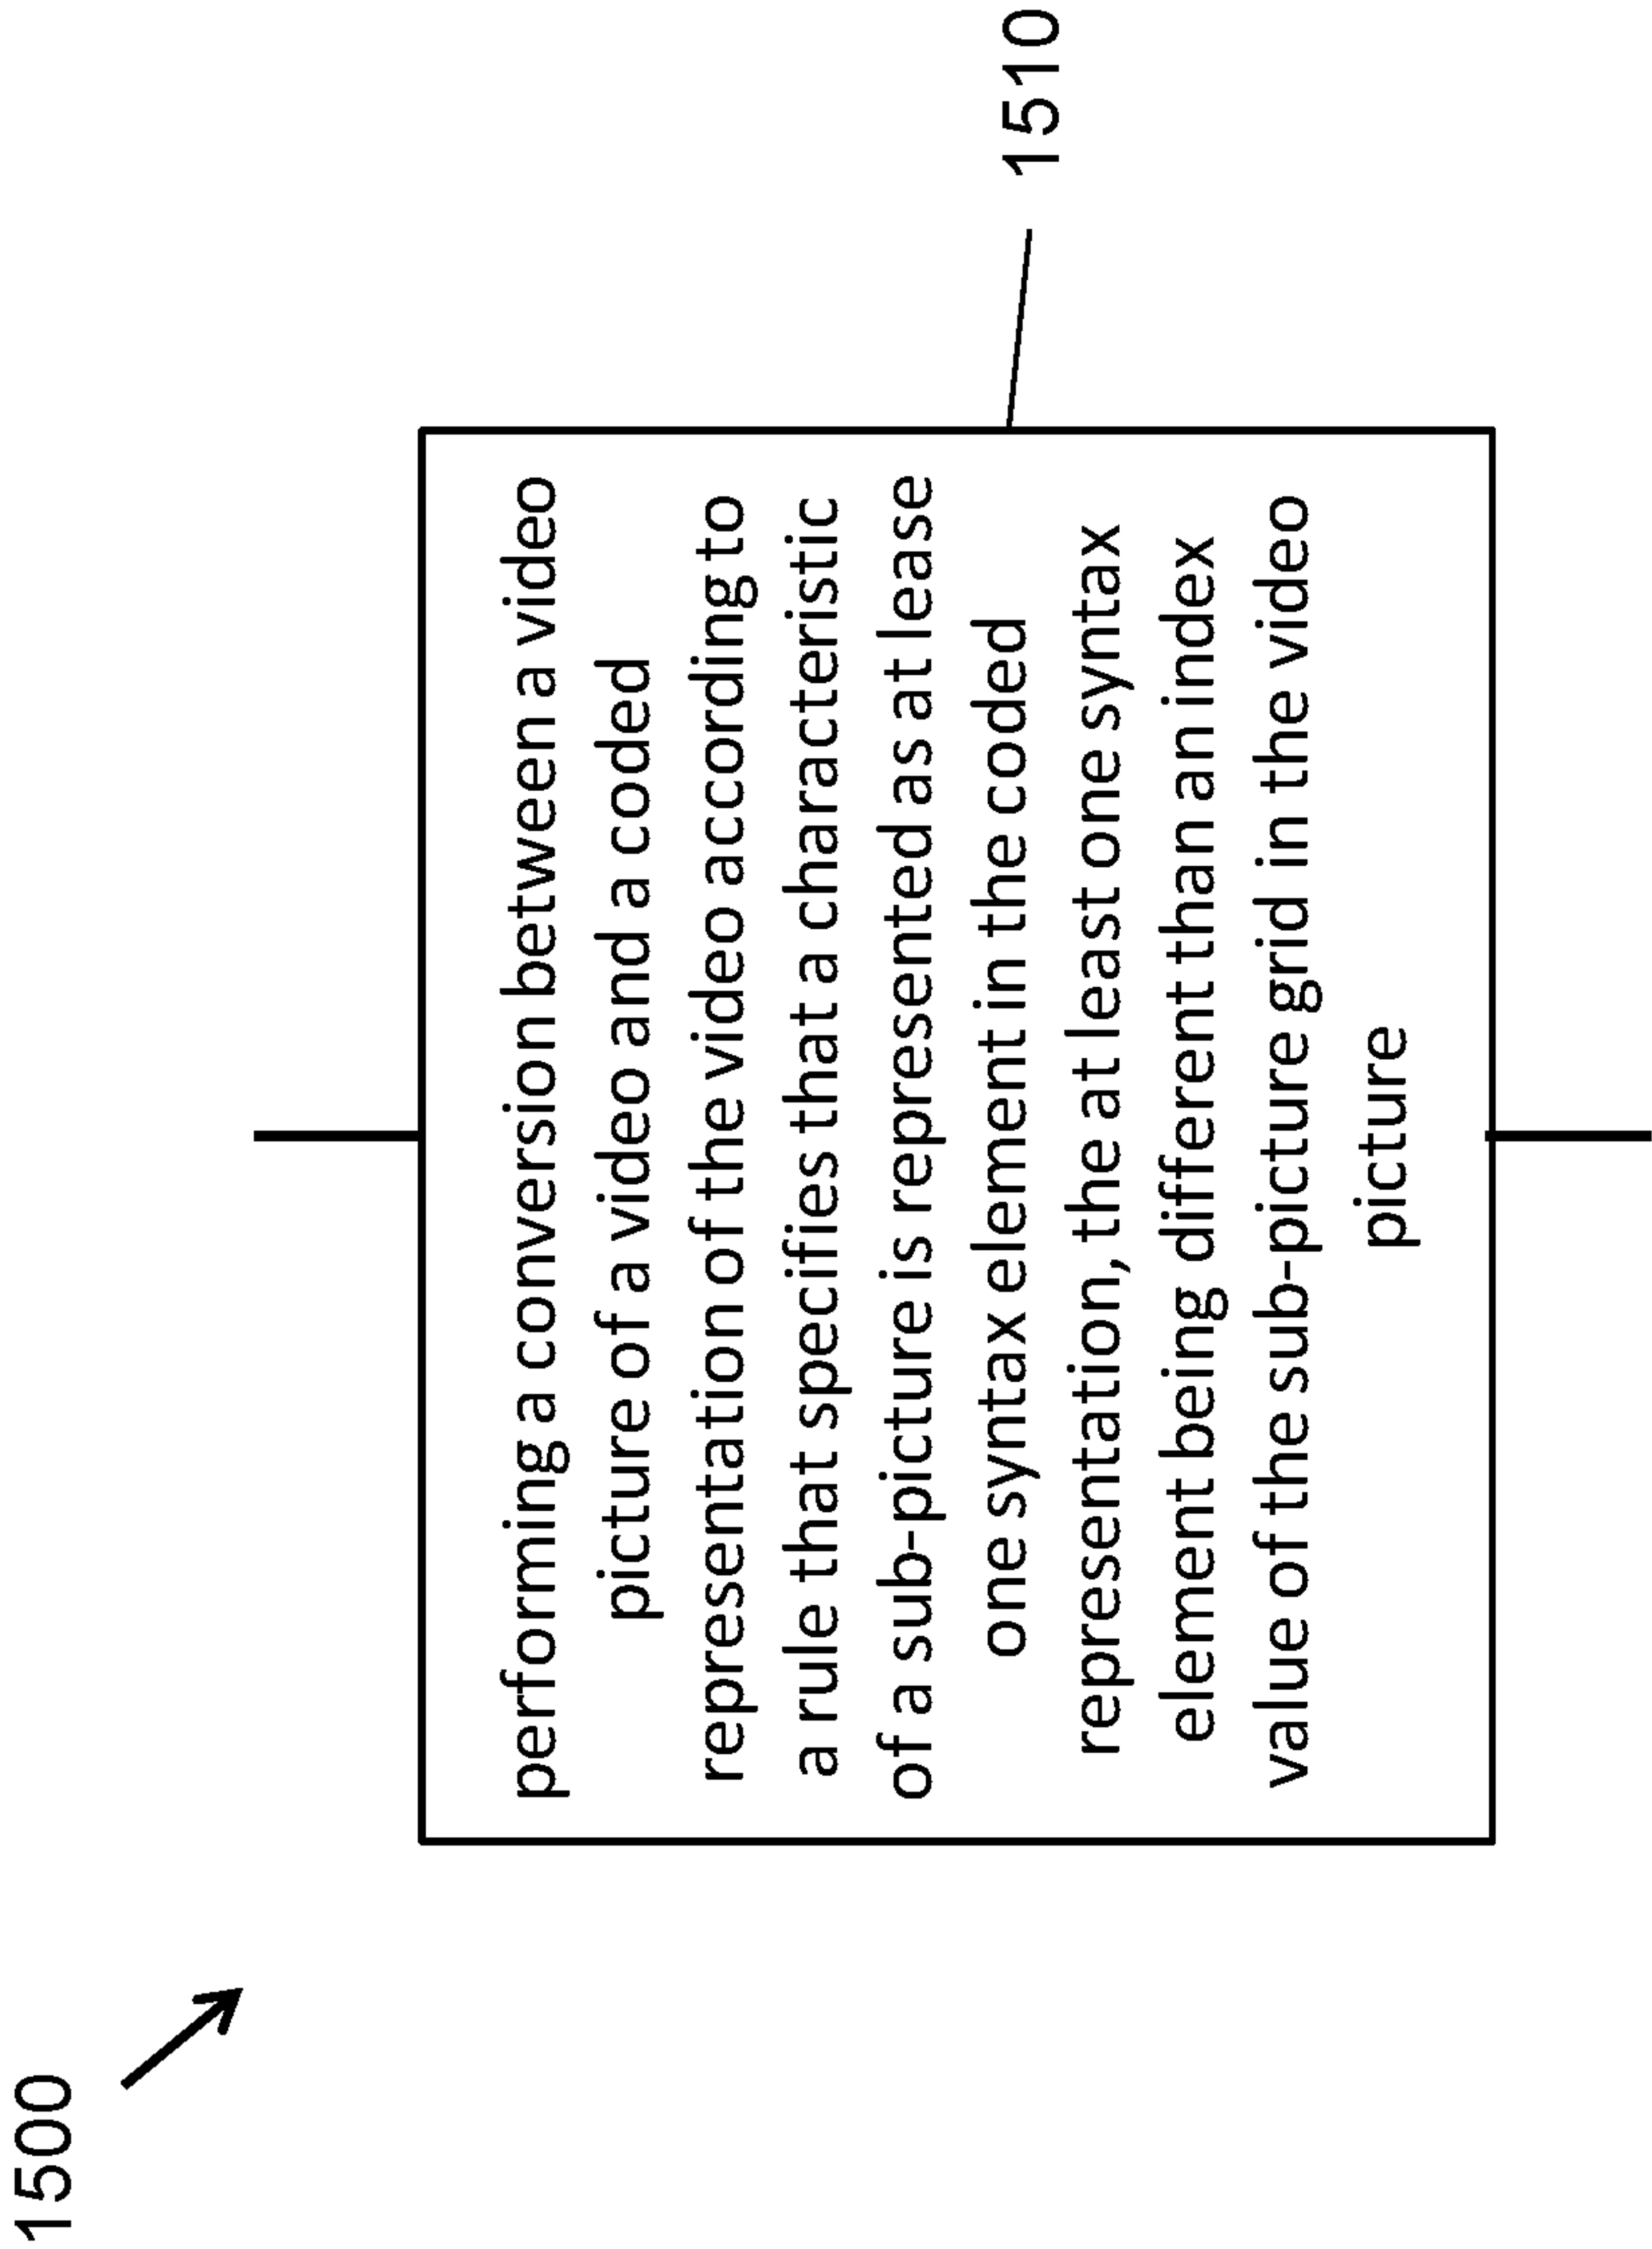 1500
performing a conversion between a video
picture of a video and a coded
representation of the video according to
a rule that specifies that a characteristic
of a sub-picture is represented as at lease
one syntax element in the coded
representation, the at least one syntax
element being different than an index
value of the sub-picture grid in the video
picture
1510